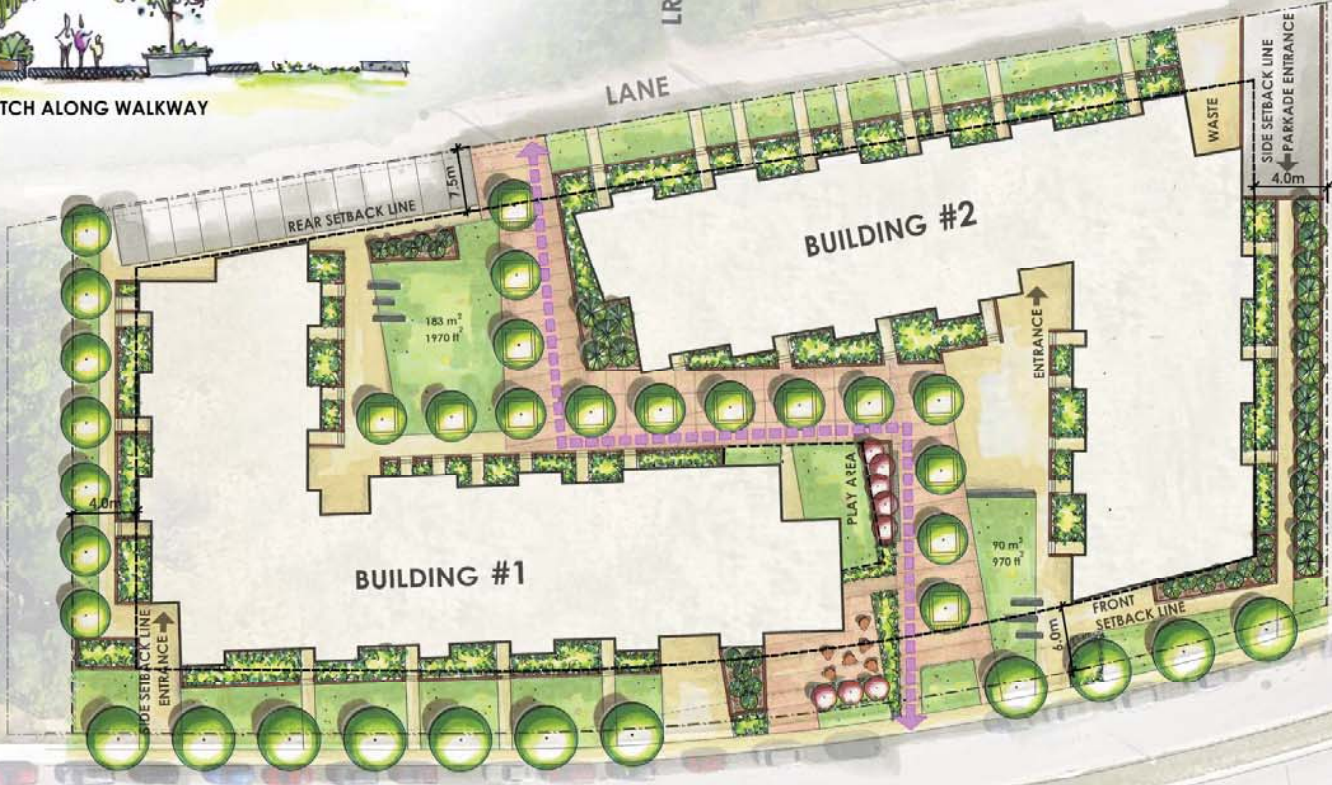 LR
TCH ALONG WALKWAY
LANE
SIDE SETBACK LINE
PARKADE ENTRANCE
WASTE
4.0m
7.5m
REAR SETBACK LINE
BUILDING #2
183 m²
1970 ft²
ENTRANCE
4.0m
PLAY AREA
90 m²
970 ft²
BUILDING #1
SIDE SETBACK LINE
ENTRANCE
6.0m
FRONT
SETBACK LINE